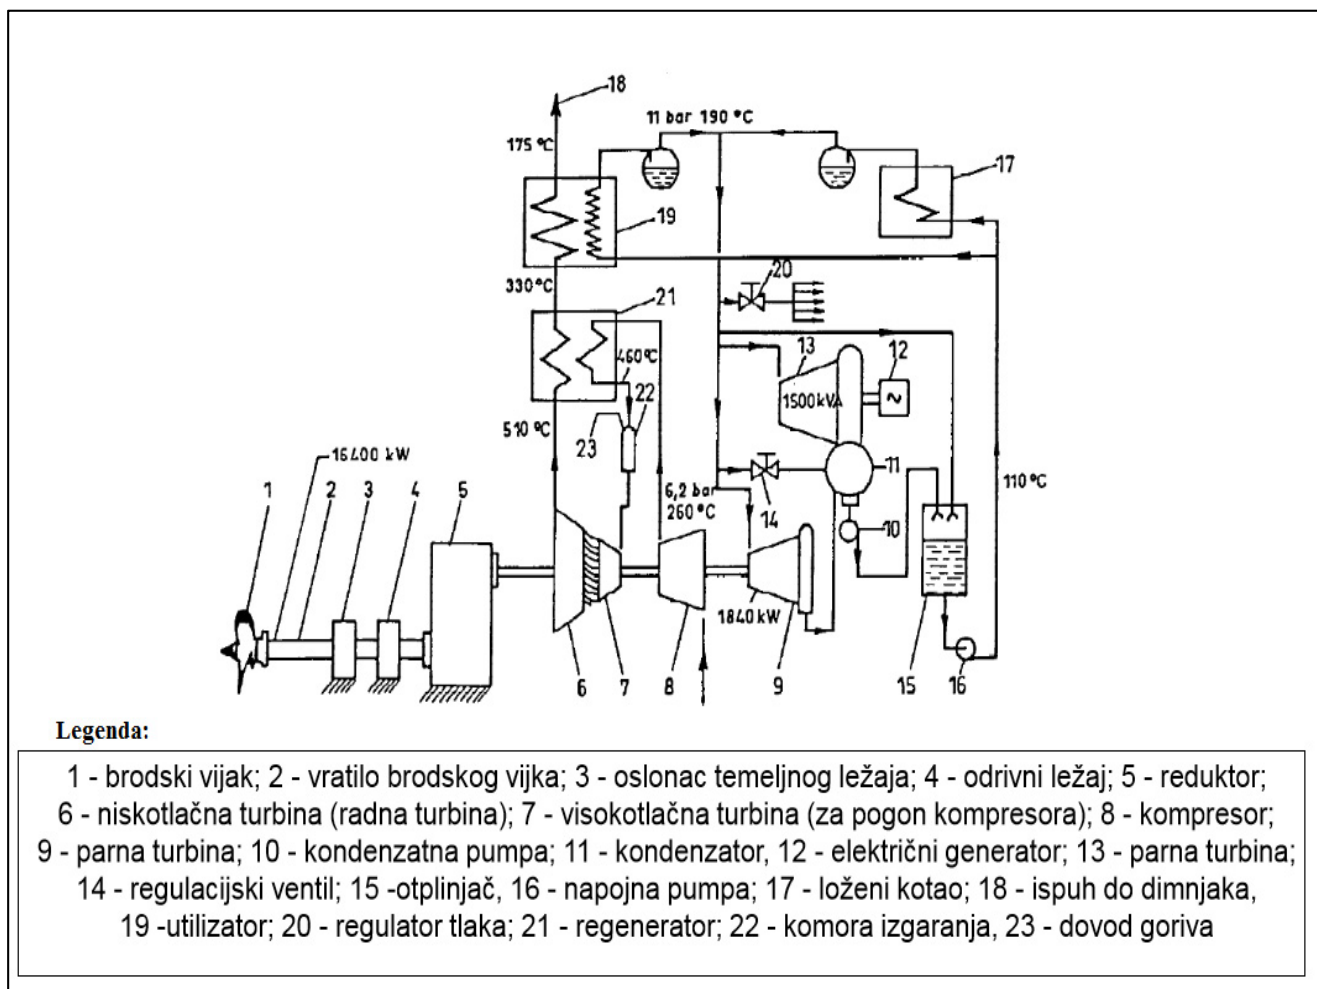 18
11 bar 190 °C
175 °C
17
19
330 °C
20
21
460 °C
13
12
1500 kVA
~
22
23
510 °C
16400 kW
11
1
2
3
4
5
6,2 bar
260 °C
14
10
110 °C
1840 kW
6
7
8
9
15
16
Legenda:
1 - brodski vijak; 2 - vratilo brodskog vijka; 3 - oslonac temeljnog ležaja; 4 - odrivni ležaj; 5 - reduktor;
6 - niskotlačna turbina (radna turbina); 7 - visokotlačna turbina (za pogon kompresora); 8 - kompresor;
9 - parna turbina; 10 - kondenzatna pumpa; 11 - kondenzator, 12 - električni generator; 13 - parna turbina;
14 - regulacijski ventil; 15 -otplinjač, 16 - napojna pumpa; 17 - loženi kotao; 18 - ispuh do dimnjaka,
19 -utilizator; 20 - regulator tlaka; 21 - regenerator; 22 - komora izgaranja, 23 - dovod goriva